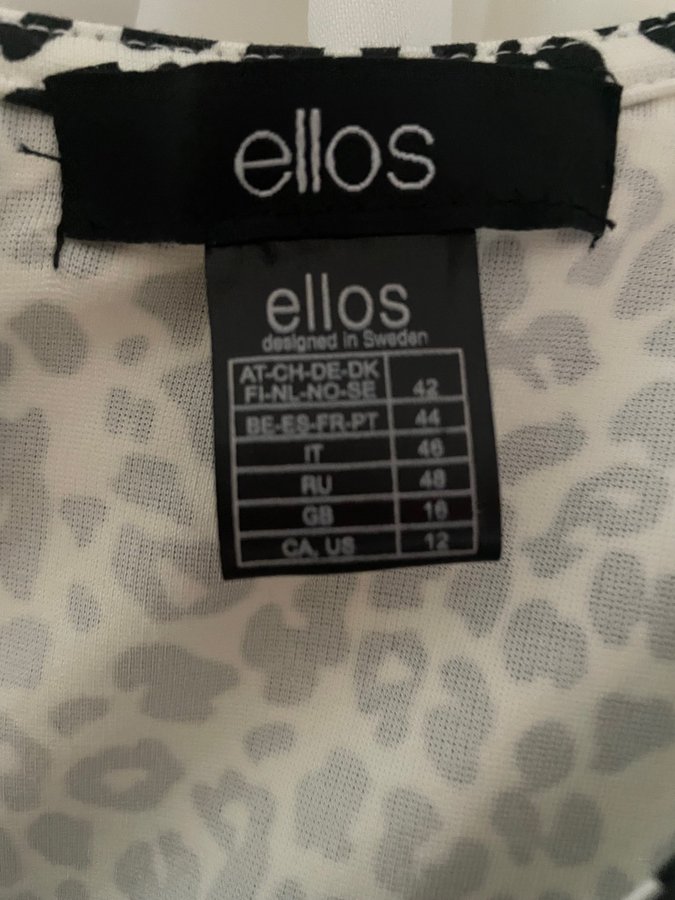 ellos
ellos
designed in Sweden
AT-CH-DE-DK
FI-NL-NO-SE 42
BE-ES-FR-PT 44
IT 46
RU 48
GB 16
CA, US 12